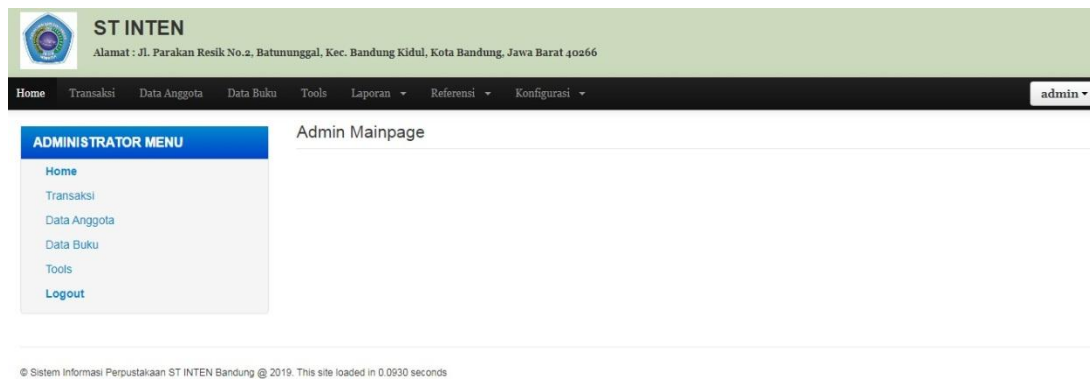 ST INTEN
Alamat : Jl. Parakan Resik No.2, Batununggal, Kec. Bandung Kidul, Kota Bandung, Jawa Barat 40266
Home Transaksi Data Anggota Data Buku Tools Laporan Referensi Konfigurasi admin
ADMINISTRATOR MENU
Admin Mainpage
Home
Transaksi
Data Anggota
Data Buku
Tools
Logout
© Sistem Informasi Perpustakaan ST INTEN Bandung @ 2019. This site loaded in 0.0930 seconds